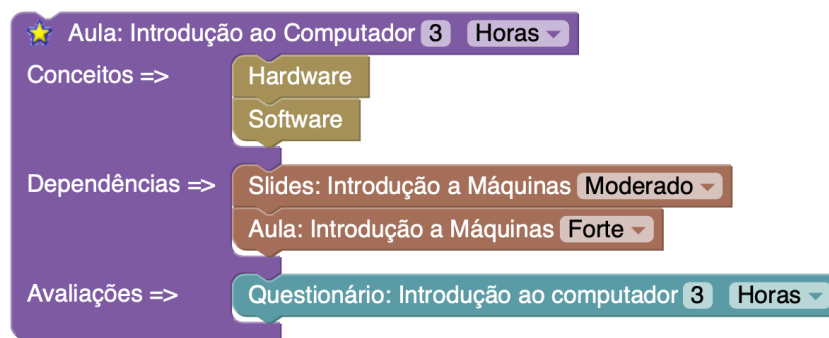 Aula: Introdução ao Computador 3 Horas
Conceitos => Hardware
Software
Dependências => Slides: Introdução a Máquinas Moderado
Aula: Introdução a Máquinas Forte
Avaliações => Questionário: Introdução ao computador 3 Horas